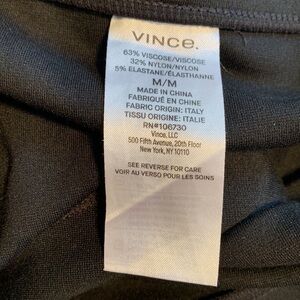 VINCE.
63% VISCOSE/VISCOSE
32% NYLON/NYLON
5% ELASTANE/ÉLASTHANNE
M/M
MADE IN CHINA
FABRIQUÉ EN CHINE
FABRIC ORIGIN: ITALY
TISSU ORIGINE: ITALIE
RN#106730
Vince, LLC
500 Fifth Avenue, 20th Floor
New York, NY 10110
SEE REVERSE FOR CARE
VOIR AU VERSO POUR LES SOINS